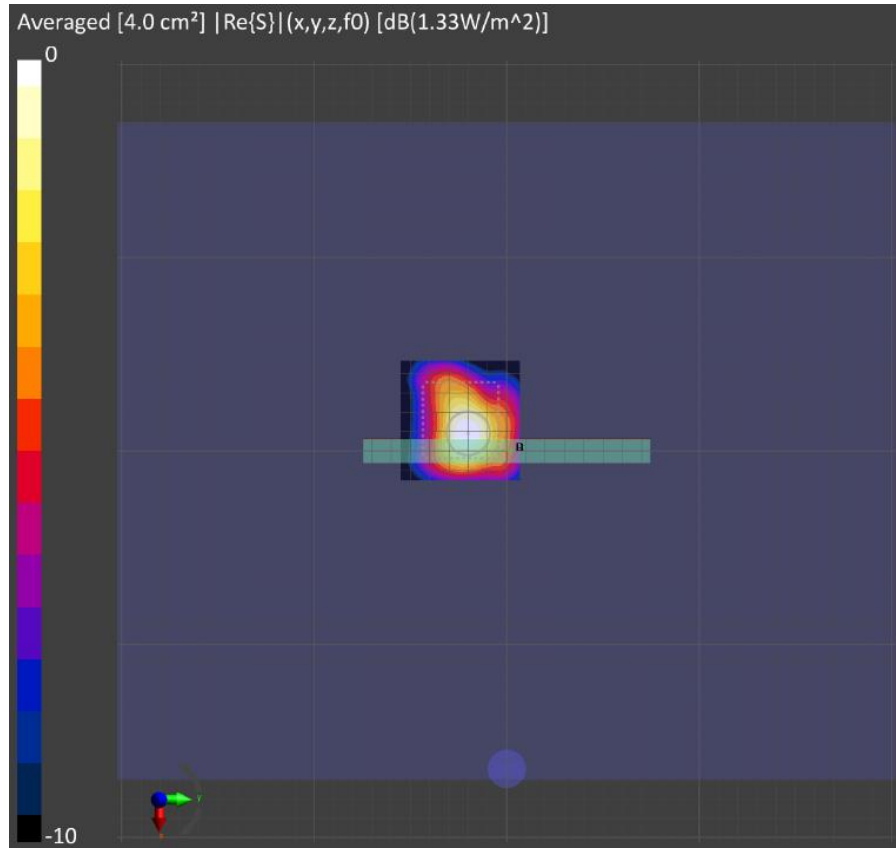 Averaged [4.0 cm²] |Re{S}|(x,y,z,f0) [dB(1.33W/m^2)]
0
B
y
-10